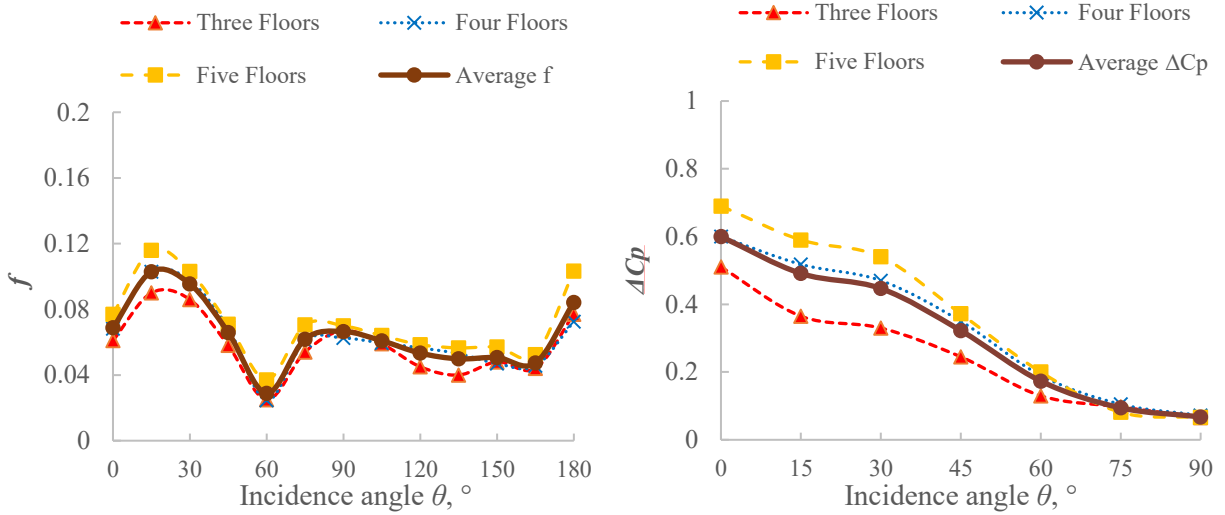 Three Floors
Four Floors
Five Floors
Average f
0.2
0.16
0.12
0.08
0.04
0
f
0 30 60 90 120 150 180
Incidence angle θ, °
Three Floors
Four Floors
Five Floors
Average ΔCp
1
0.8
0.6
0.4
0.2
0
ΔCp
0 15 30 45 60 75 90
Incidence angle θ, °